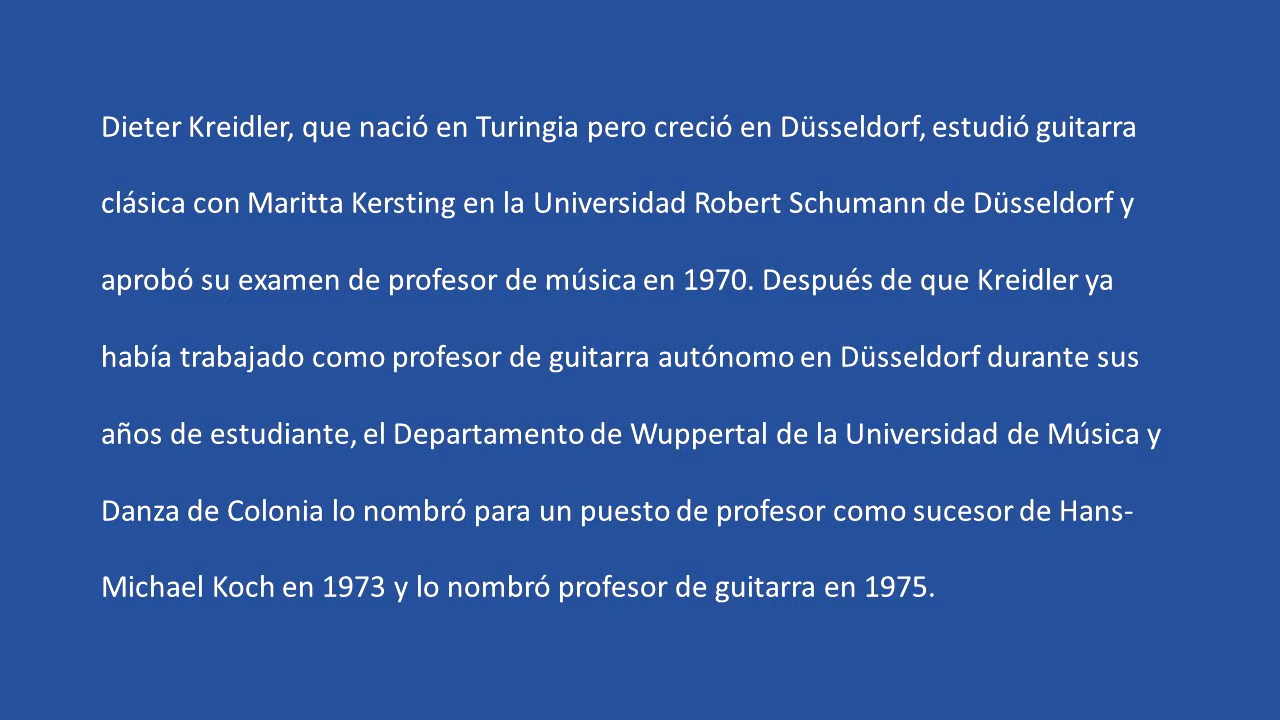 Dieter Kreidler, que nació en Turingia pero creció en Düsseldorf, estudió guitarra
clásica con Maritta Kersting en la Universidad Robert Schumann de Düsseldorf y
aprobó su examen de profesor de música en 1970. Después de que Kreidler ya
había trabajado como profesor de guitarra autónomo en Düsseldorf durante sus
años de estudiante, el Departamento de Wuppertal de la Universidad de Música y
Danza de Colonia lo nombró para un puesto de profesor como sucesor de Hans-
Michael Koch en 1973 y lo nombró profesor de guitarra en 1975.